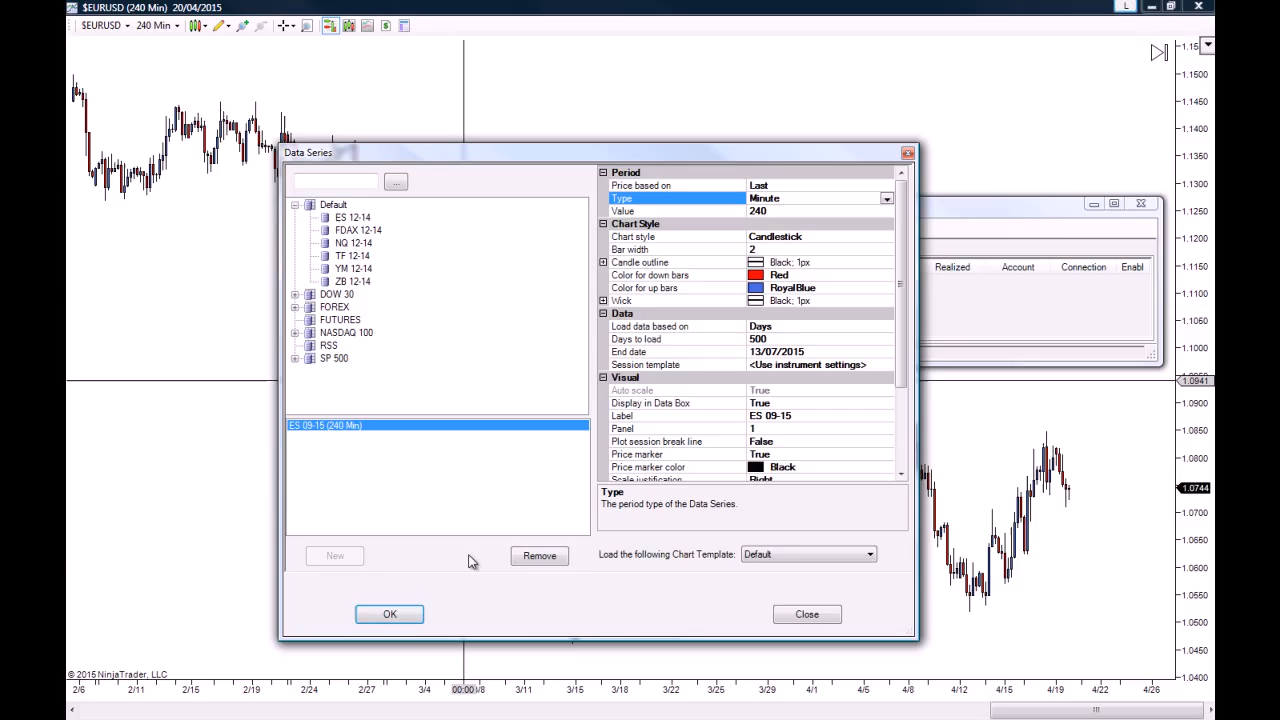 $EURUSD (240 Min) 20/04/2015
L
$EURUSD 240 Min
1.1500
1.1400
1.1350
1.1300
1.1250
1.1200
1.1150
1.1100
1.1050
1.1000
1.0941
1.0900
1.0850
1.0800
1.0744
1.0700
1.0650
1.0600
1.0550
1.0500
1.0450
1.0400
Data Series
...
Default
ES 12-14
FDAX 12-14
NQ 12-14
TF 12-14
YM 12-14
ZB 12-14
DOW 30
FOREX
FUTURES
NASDAQ 100
RSS
SP 500
ES 09-15 (240 Min)
New
Remove
OK
Close
Period
Price based on Last
Type Minute
Value 240
Chart Style
Chart style Candlestick
Bar width 2
Candle outline Black; 1px
Color for down bars Red
Color for up bars RoyalBlue
Wick Black; 1px
Data
Load data based on Days
Days to load 500
End date 13/07/2015
Session template <Use instrument settings>
Visual
Auto scale True
Display in Data Box True
Label ES 09-15
Panel 1
Plot session break line False
Price marker True
Price marker color Black
Scale justification Right
Type
The period type of the Data Series.
Load the following Chart Template: Default
Realized Account Connection Enabl
© 2015 NinjaTrader, LLC
2/6 2/11 2/14 2/19 2/24 2/27 3/4 00:00 3/11 3/15 3/18 3/22 3/24 3/29 4/1 4/5 4/8 4/12 4/15 4/19 4/22 4/26